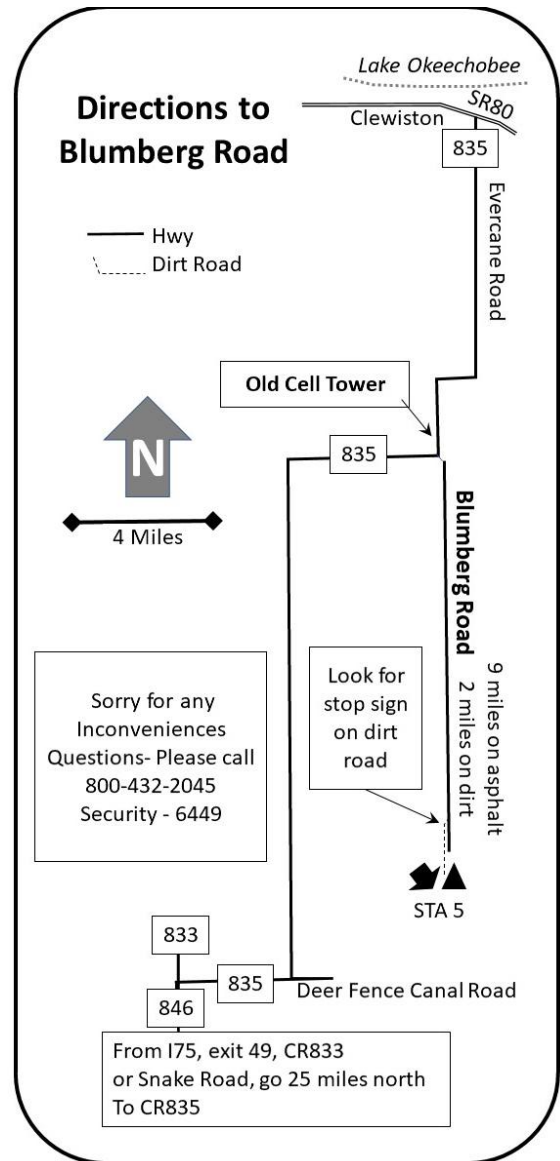 Lake Okeechobee
SR80
Directions to
Blumberg Road
Clewiston
835
Hwy
Dirt Road
Evercane Road
Old Cell Tower
N
835
4 Miles
Blumberg Road
9 miles on asphalt
2 miles on dirt
Look for
stop sign
on dirt
road
Sorry for any
Inconveniences
Questions- Please call
800-432-2045
Security - 6449
STA 5
833
835
Deer Fence Canal Road
846
From I75, exit 49, CR833
or Snake Road, go 25 miles north
To CR835